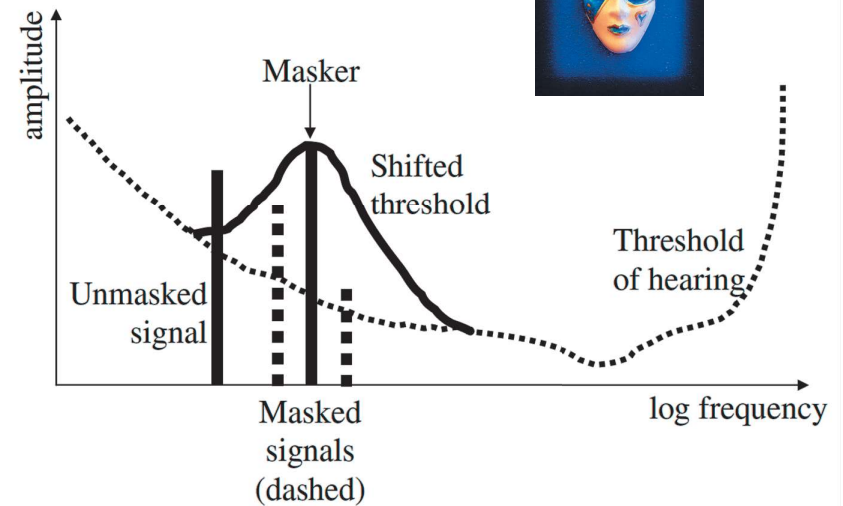 amplitude
Masker
Shifted
threshold
Threshold
of hearing
Unmasked
signal
log frequency
Masked
signals
(dashed)